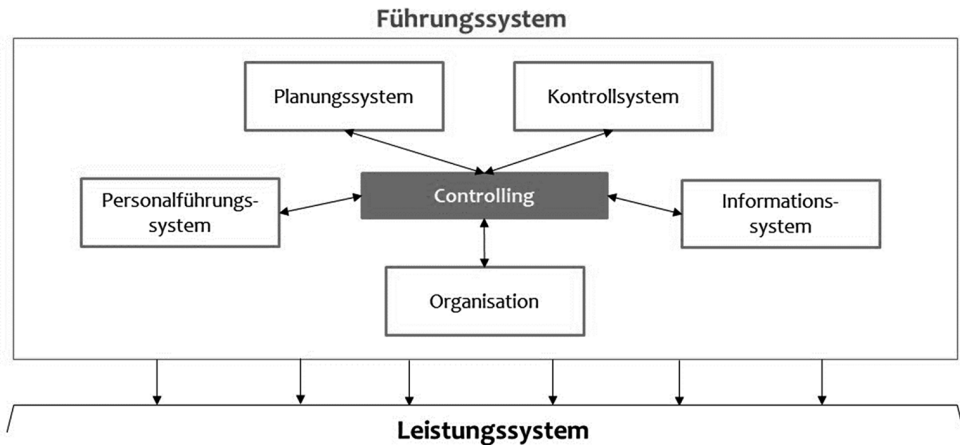 Führungssystem
Planungssystem
Kontrollsystem
Personalführungs-
system
Controlling
Informations-
system
Organisation
Leistungssystem